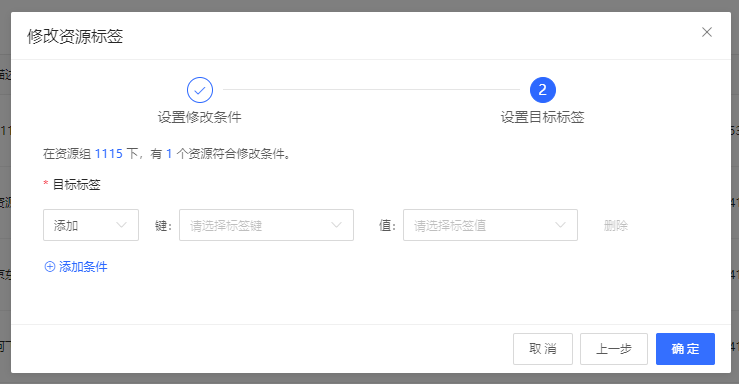 修改资源标签
2
设置修改条件 设置目标标签
在资源组 1115 下，有 1 个资源符合修改条件。
* 目标标签
添加 键： 请选择标签键 值： 请选择标签值 删除
添加条件
取 消 上一步 确 定